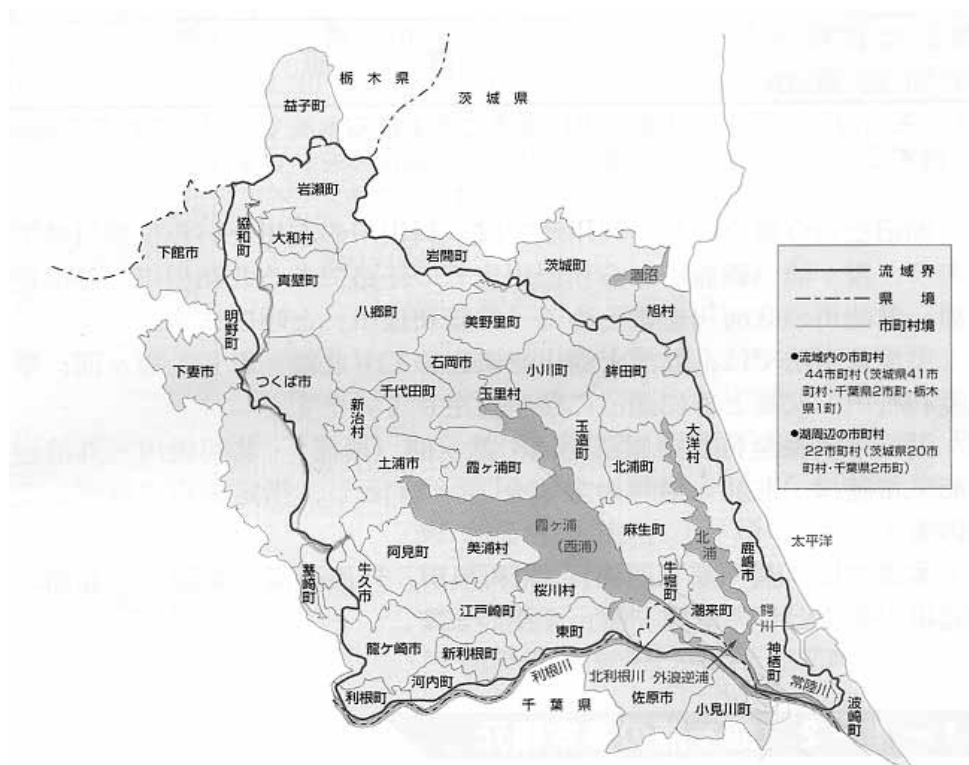 栃木県
茨城県
益子町
岩瀬町
協和町
大和村
下館市
真壁町
岩間町
茨城町
涸沼
旭村
八郷町
美野里町
明野町
石岡市
小川町
鉾田町
下妻市
つくば市
千代田町
玉里村
新治村
玉造町
大洋村
土浦市
霞ヶ浦町
北浦町
霞ヶ浦
(西浦)
麻生町
北浦
鹿嶋市
太平洋
阿見町
美浦村
牛堀町
茎崎町
牛久市
桜川村
潮来町
鰐川
江戸崎町
東町
神栖町
龍ケ崎市
新利根町
北利根川
外浪逆浦
常陸川
利根町
河内町
利根川
千葉県
佐原市
小見川町
波崎町
流域界
県境
市町村境
●流域内の市町村
44市町村(茨城県41市
町村・千葉県2市町・栃木
県1町)
●湖周辺の市町村
22市町村(茨城県20市
町村・千葉県2市町)